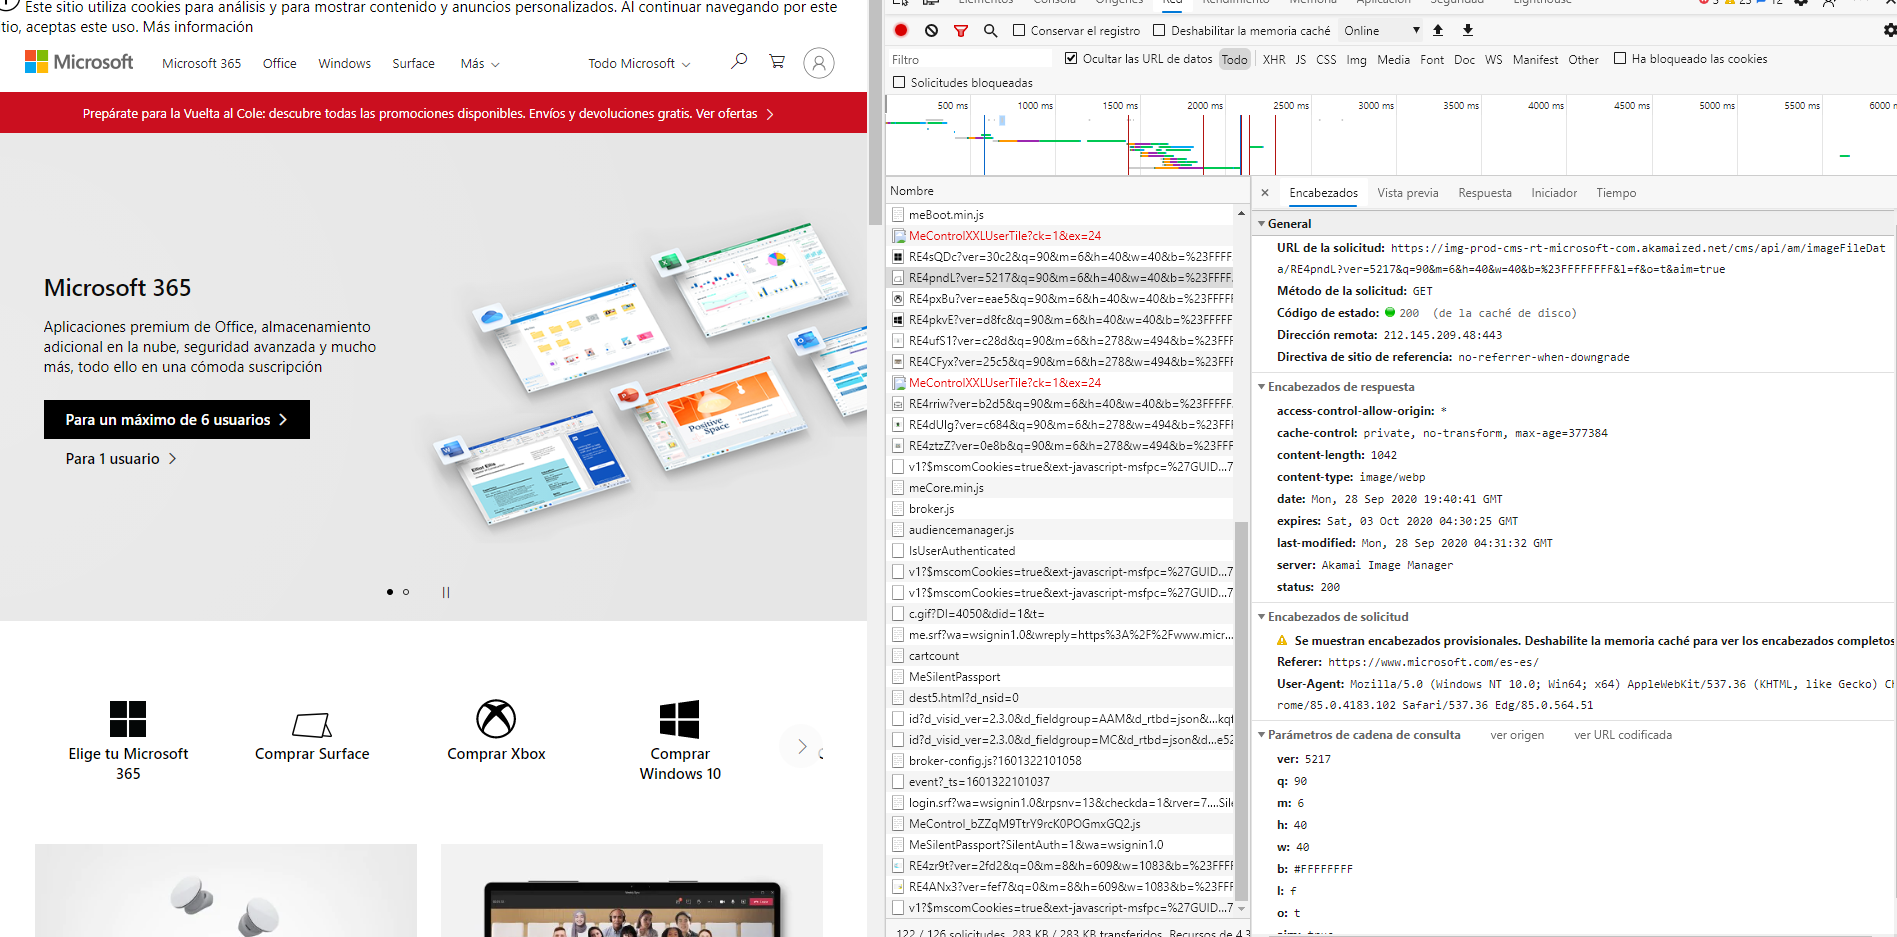 Este sitio utiliza cookies para análisis y para mostrar contenido y anuncios personalizados. Al continuar navegando por este
tio, aceptas este uso. Más información
Microsoft
Microsoft 365
Office
Windows
Surface
Más
Todo Microsoft
Prepárate para la Vuelta al Cole: descubre todas las promociones disponibles. Envíos y devoluciones gratis. Ver ofertas
Microsoft 365
Aplicaciones premium de Office, almacenamiento
adicional en la nube, seguridad avanzada y mucho
más, todo ello en una cómoda suscripción
Para un máximo de 6 usuarios
Para 1 usuario
Positive
Space
Elige tu Microsoft
365
Comprar Surface
Comprar Xbox
Comprar
Windows 10
Elementos
Consola
Orígenes
Red
Rendimiento
Memoria
Aplicación
Seguridad
Lighthouse
Conservar el registro
Deshabilitar la memoria caché
Online
Filtro
Ocultar las URL de datos
Todo
XHR
JS
CSS
Img
Media
Font
Doc
WS
Manifest
Other
Ha bloqueado las cookies
Solicitudes bloqueadas
500 ms
1000 ms
1500 ms
2000 ms
2500 ms
3000 ms
3500 ms
4000 ms
4500 ms
5000 ms
5500 ms
6000 m
Nombre
meBoot.min.js
MeControlXXLUserTile?ck=1&ex=24
RE4sQDc?ver=30c2&q=90&m=6&h=40&w=40&b=%23FFFF
RE4pndL?ver=5217&q=90&m=6&h=40&w=40&b=%23FFFF
RE4pxBu?ver=eae5&q=90&m=6&h=40&w=40&b=%23FFFF
RE4pkvE?ver=d8fc&q=90&m=6&h=40&w=40&b=%23FFFF
RE4ufS1?ver=c28d&q=90&m=6&h=278&w=494&b=%23FF
RE4CFyx?ver=25c5&q=90&m=6&h=278&w=494&b=%23FF
MeControlXXLUserTile?ck=1&ex=24
RE4rriw?ver=b2d5&q=90&m=6&h=40&w=40&b=%23FFFF
RE4dUIg?ver=c684&q=90&m=6&h=278&w=494&b=%23FF
RE4ztzZ?ver=0e8b&q=90&m=6&h=278&w=494&b=%23FF
v1?$mscomCookies=true&ext-javascript-msfpc=%27GUID...7
meCore.min.js
broker.js
audiencemanager.js
IsUserAuthenticated
v1?$mscomCookies=true&ext-javascript-msfpc=%27GUID...7
v1?$mscomCookies=true&ext-javascript-msfpc=%27GUID...7
c.gif?DI=4050&did=1&t=
me.srf?wa=wsignin1.0&wreply=https%3A%2F%2Fwww.micr...
cartcount
MeSilentPassport
dest5.html?d_nsid=0
id?d_visid_ver=2.3.0&d_fieldgroup=AAM&d_rtbd=json&...kqf
id?d_visid_ver=2.3.0&d_fieldgroup=MC&d_rtbd=json&d...e52
broker-config.js?1601322101058
event?_ts=1601322101037
login.srf?wa=wsignin1.0&rpsnv=13&checkda=1&rver=7....Sile
MeControl_bZZqM9TtrY9rcK0POGmxGQ2.js
MeSilentPassport?SilentAuth=1&wa=wsignin1.0
RE4zr9t?ver=2fd2&q=0&m=8&h=609&w=1083&b=%23FFFF
RE4ANx3?ver=fef7&q=0&m=8&h=609&w=1083&b=%23FFFF
v1?$mscomCookies=true&ext-javascript-msfpc=%27GUID...7
122 / 126 solicitudes 283 KB / 283 KB transferidos Recursos de 4.3
Encabezados
Vista previa
Respuesta
Iniciador
Tiempo
General
URL de la solicitud: https://img-prod-cms-rt-microsoft-com.akamaized.net/cms/api/am/imageFileDat
a/RE4pndL?ver=5217&q=90&m=6&h=40&w=40&b=%23FFFFFFFF&l=f&o=t&aim=true
Método de la solicitud: GET
Código de estado: 200 (de la caché de disco)
Dirección remota: 212.145.209.48:443
Directiva de sitio de referencia: no-referrer-when-downgrade
Encabezados de respuesta
access-control-allow-origin: *
cache-control: private, no-transform, max-age=377384
content-length: 1042
content-type: image/webp
date: Mon, 28 Sep 2020 19:40:41 GMT
expires: Sat, 03 Oct 2020 04:30:25 GMT
last-modified: Mon, 28 Sep 2020 04:31:32 GMT
server: Akamai Image Manager
status: 200
Encabezados de solicitud
Se muestran encabezados provisionales. Deshabilite la memoria caché para ver los encabezados completos
Referer: https://www.microsoft.com/es-es/
User-Agent: Mozilla/5.0 (Windows NT 10.0; Win64; x64) AppleWebKit/537.36 (KHTML, like Gecko) Ch
rome/85.0.4183.102 Safari/537.36 Edg/85.0.564.51
Parámetros de cadena de consulta
ver origen
ver URL codificada
ver: 5217
q: 90
m: 6
h: 40
w: 40
b: #FFFFFFFF
l: f
o: t
aim: true